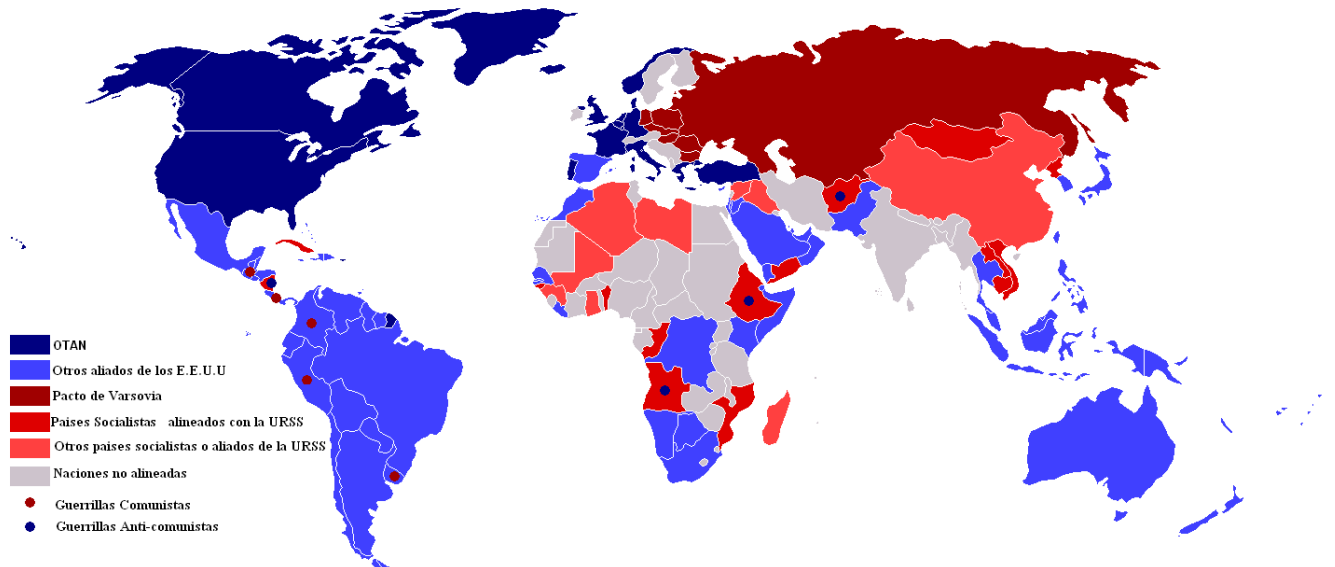 OTAN
Otros aliados de los E.E.U.U
Pacto de Varsovia
Paises Socialistas alineados con la URSS
Otros paises socialistas o aliados de la URSS
Naciones no alineadas
Guerrillas Comunistas
Guerrillas Anti-comunistas